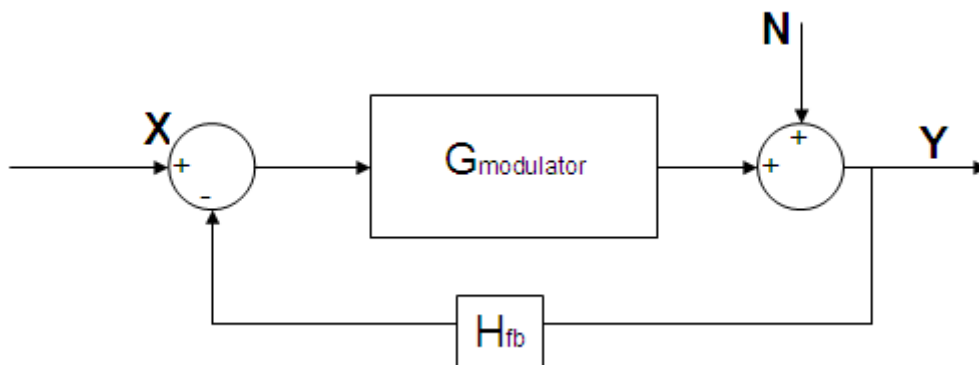 N
X
+
-
Gmodulator
+
+
Y
Hfb